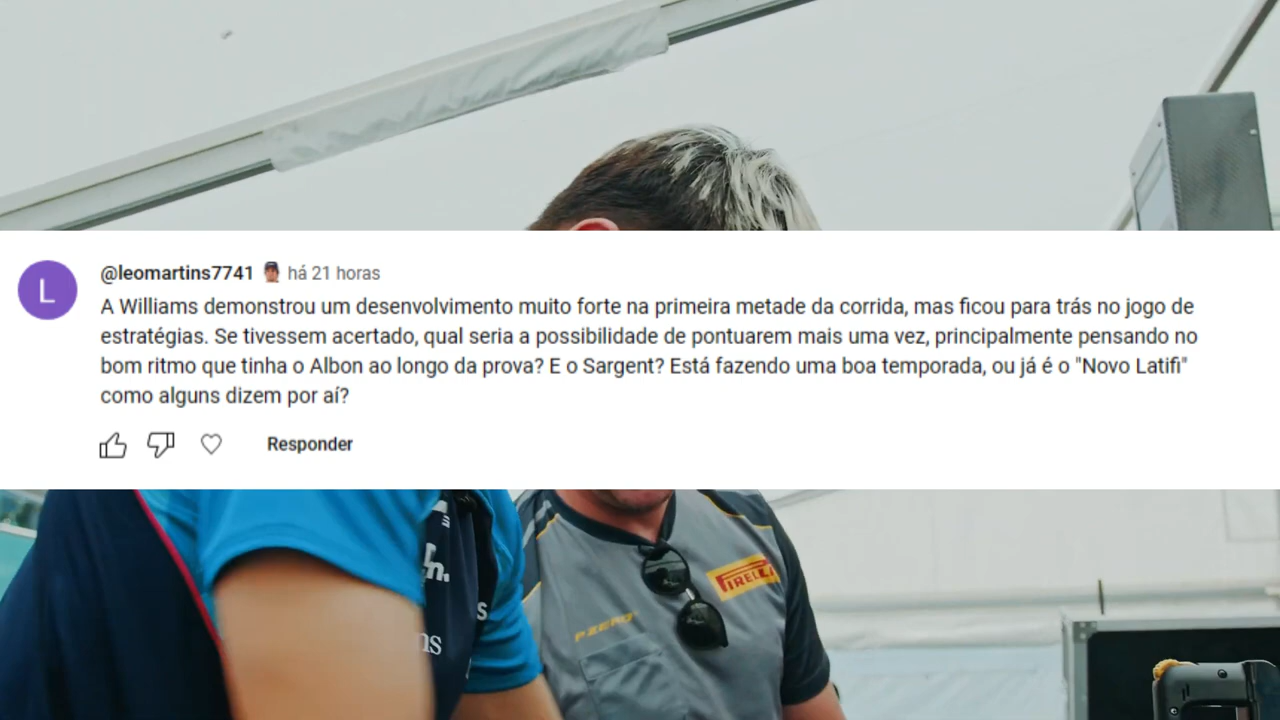 @leomartins7741 há 21 horas
A Williams demonstrou um desenvolvimento muito forte na primeira metade da corrida, mas ficou para trás no jogo de
estratégias. Se tivessem acertado, qual seria a possibilidade de pontuarem mais uma vez, principalmente pensando no
bom ritmo que tinha o Albon ao longo da prova? E o Sargent? Está fazendo uma boa temporada, ou já é o "Novo Latifi"
como alguns dizem por aí?
Responder
L
PIRELLI
P ZERO